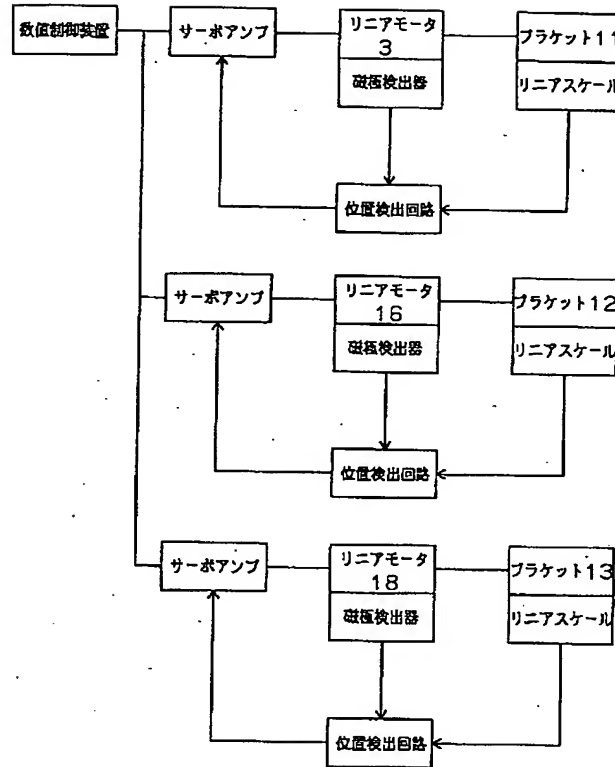 数値制御装置
サーボアンプ
リニアモータ
3
磁極検出器
ブラケット11
リニアスケール
位置検出回路
サーボアンプ
リニアモータ
16
磁極検出器
ブラケット12
リニアスケール
位置検出回路
サーボアンプ
リニアモータ
18
磁極検出器
ブラケット13
リニアスケール
位置検出回路